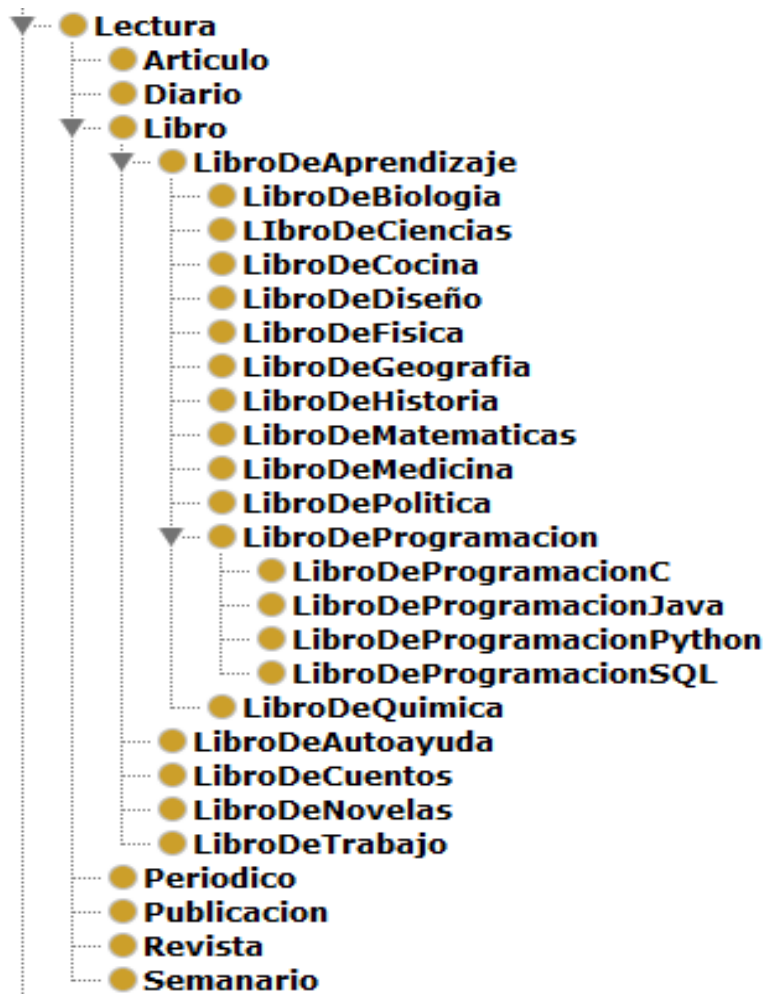 Lectura
Articulo
Diario
Libro
LibroDeAprendizaje
LibroDeBiologia
LIbroDeCiencias
LibroDeCocina
LibroDeDiseño
LibroDeFisica
LibroDeGeografia
LibroDeHistoria
LibroDeMatematicas
LibroDeMedicina
LibroDePolitica
LibroDeProgramacion
LibroDeProgramacionC
LibroDeProgramacionJava
LibroDeProgramacionPython
LibroDeProgramacionSQL
LibroDeQuimica
LibroDeAutoayuda
LibroDeCuentos
LibroDeNovelas
LibroDeTrabajo
Periodico
Publicacion
Revista
Semanario